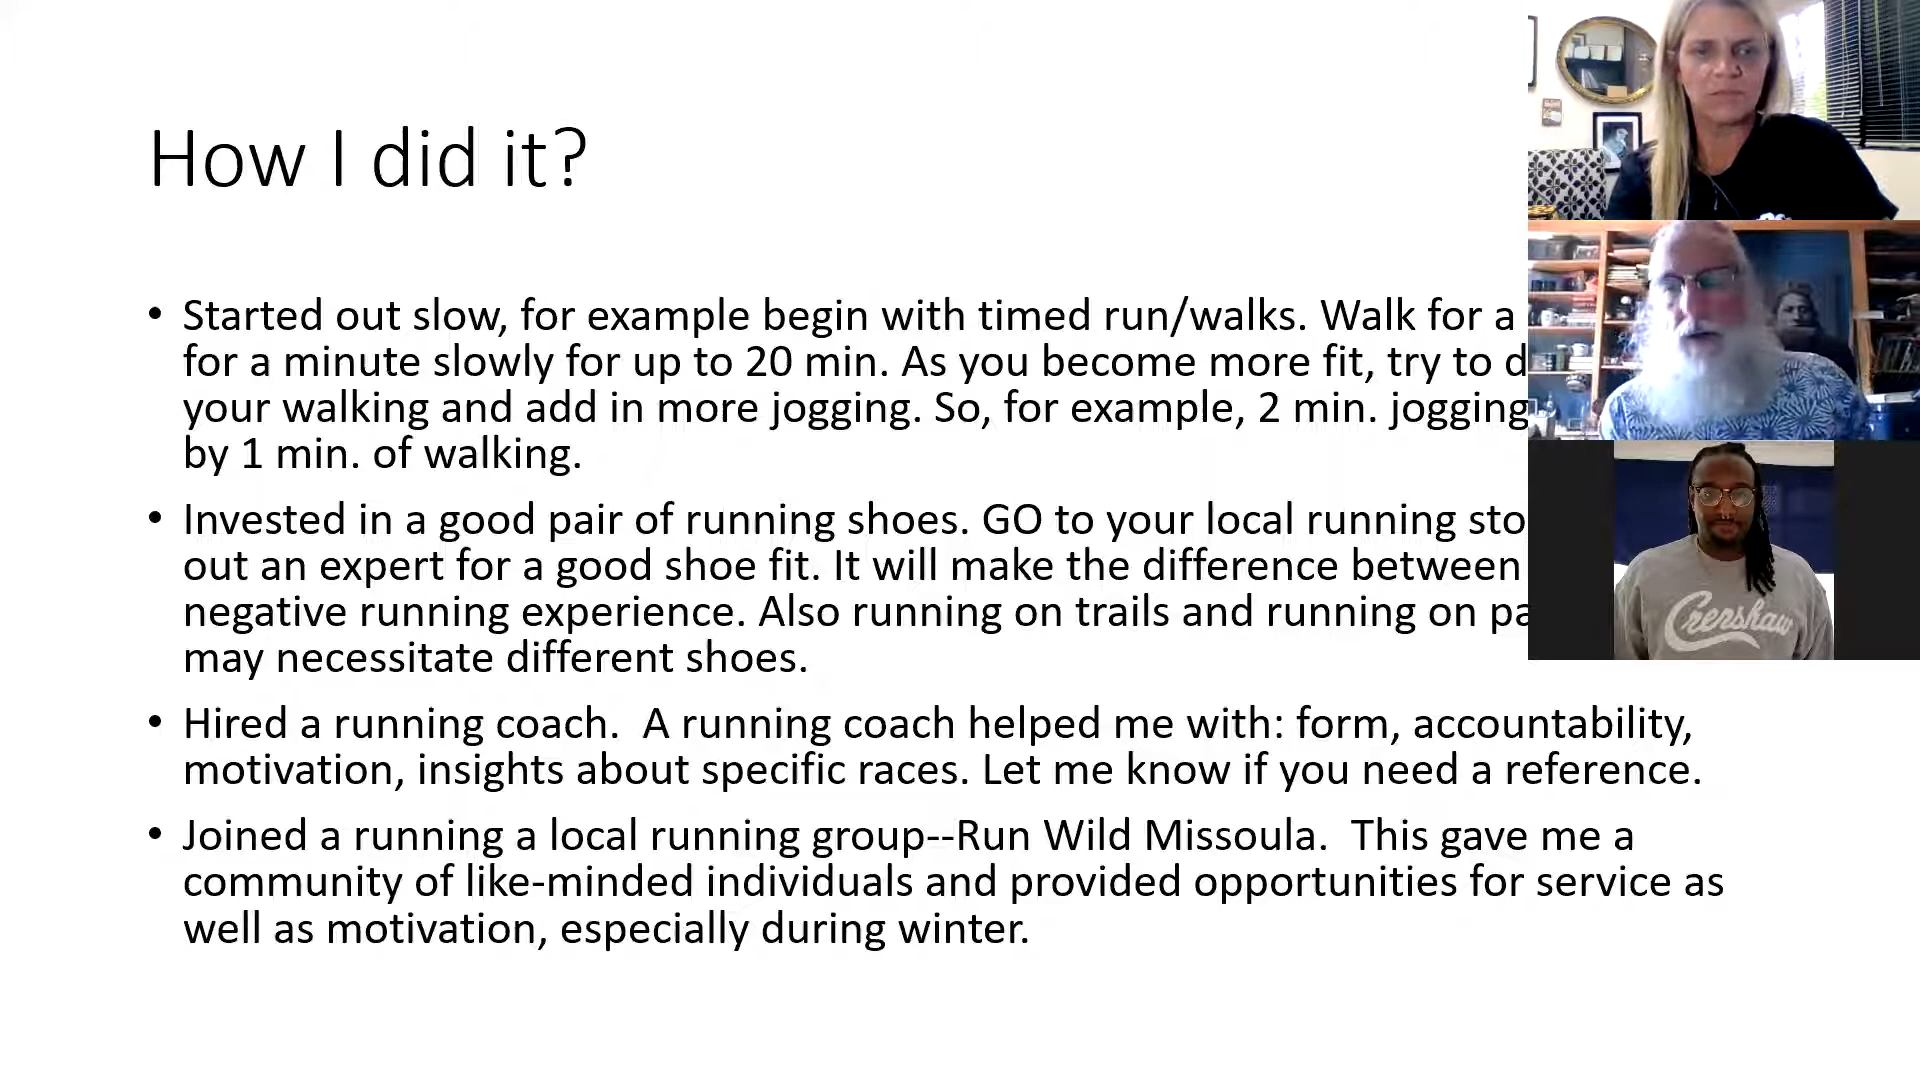 How I did it?
• Started out slow, for example begin with timed run/walks. Walk for a
for a minute slowly for up to 20 min. As you become more fit, try to d
your walking and add in more jogging. So, for example, 2 min. jogging
by 1 min. of walking.
• Invested in a good pair of running shoes. GO to your local running sto
out an expert for a good shoe fit. It will make the difference between
negative running experience. Also running on trails and running on pa
may necessitate different shoes.
• Hired a running coach.  A running coach helped me with: form, accountability,
motivation, insights about specific races. Let me know if you need a reference.
• Joined a running a local running group--Run Wild Missoula.  This gave me a
community of like-minded individuals and provided opportunities for service as
well as motivation, especially during winter.
Crenshaw